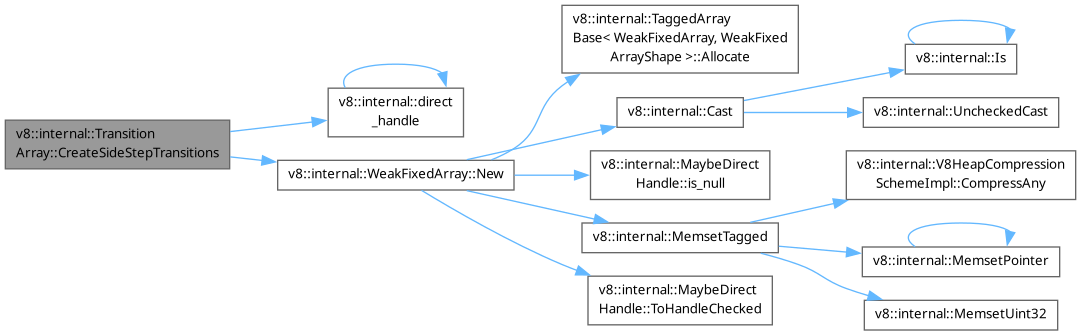 v8::internal::Transition
Array::CreateSideStepTransitions
v8::internal::direct
_handle
v8::internal::WeakFixedArray::New
v8::internal::TaggedArray
Base< WeakFixedArray, WeakFixed
ArrayShape >::Allocate
v8::internal::Cast
v8::internal::Is
v8::internal::UncheckedCast
v8::internal::MaybeDirect
Handle::is_null
v8::internal::MemsetTagged
v8::internal::V8HeapCompression
SchemeImpl::CompressAny
v8::internal::MemsetPointer
v8::internal::MemsetUint32
v8::internal::MaybeDirect
Handle::ToHandleChecked